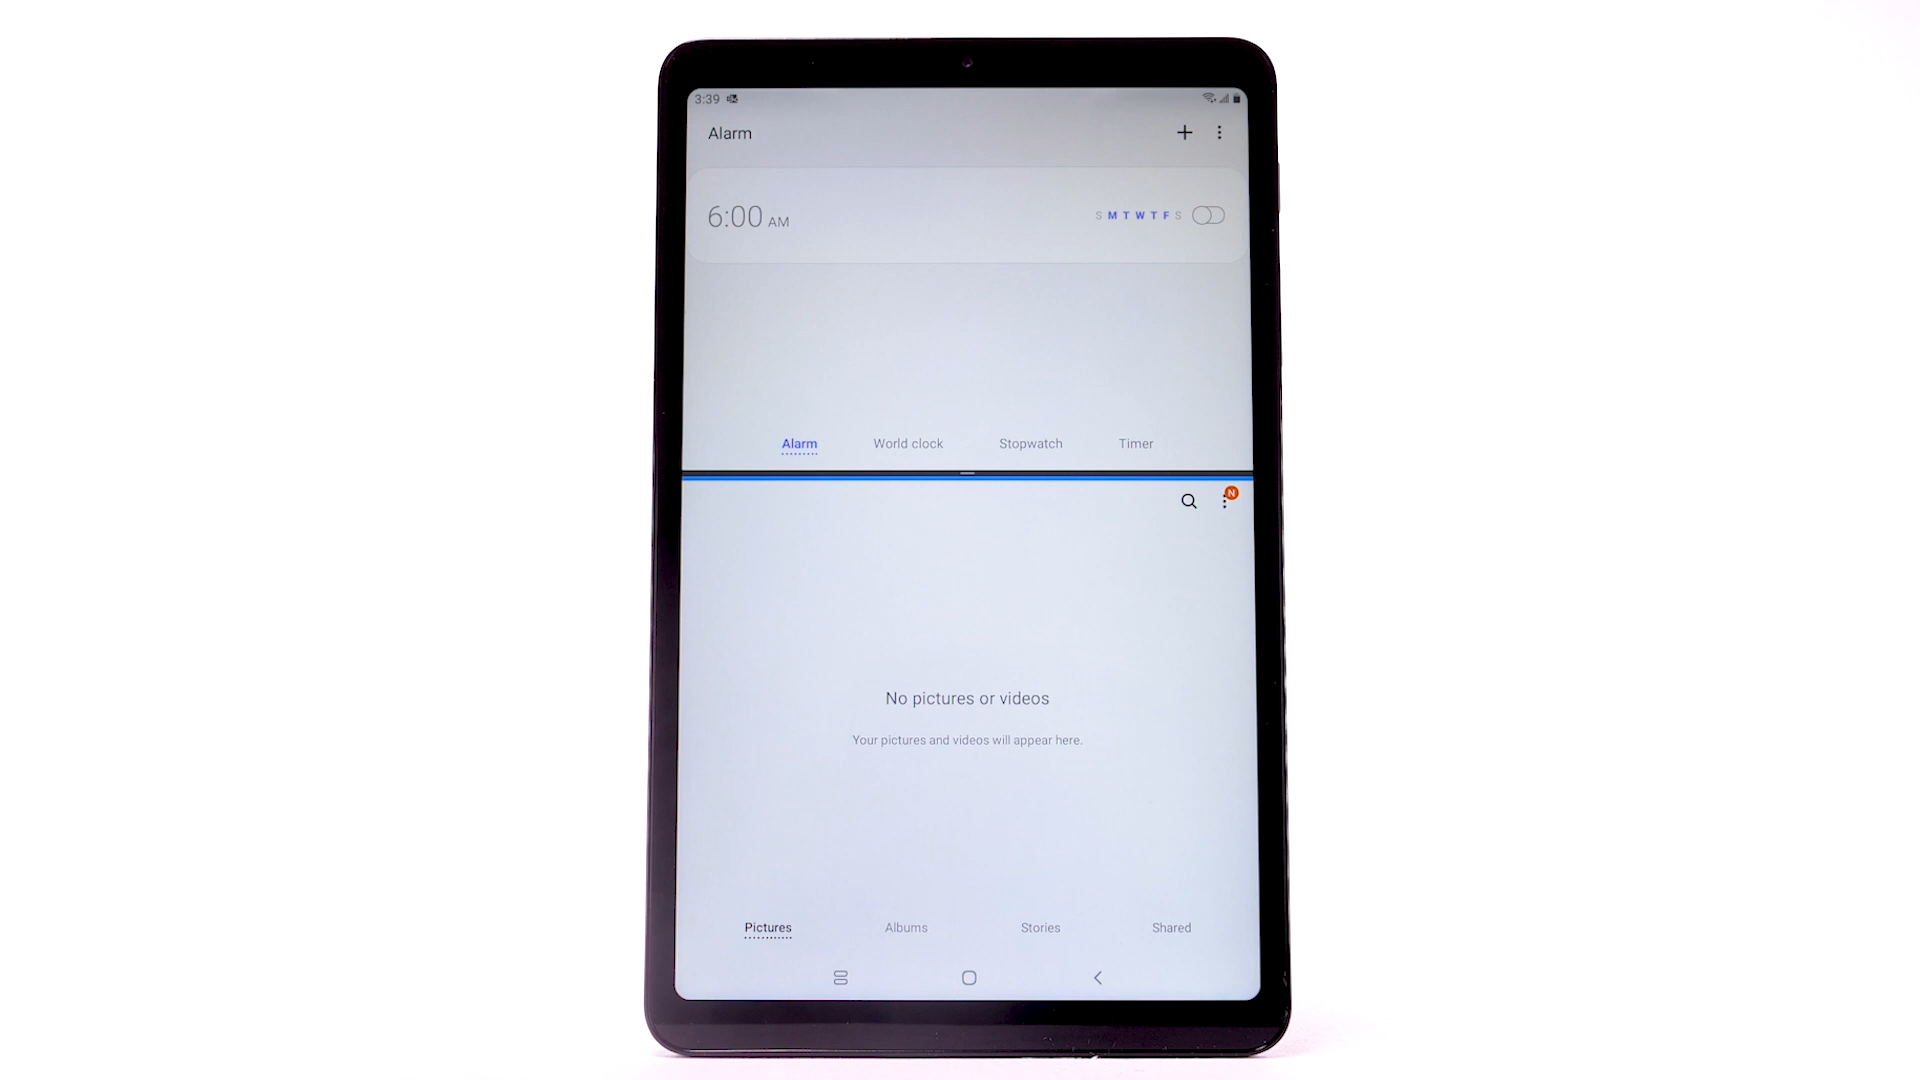 3:39
Alarm
6:00 AM
S M T W T F S
Alarm World clock Stopwatch Timer
N
No pictures or videos
Your pictures and videos will appear here.
Pictures Albums Stories Shared